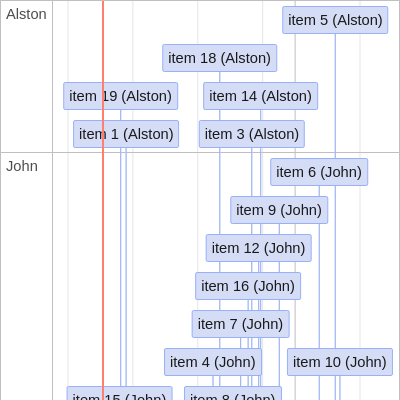 Alston
item 5 (Alston)
item 18 (Alston)
item 19 (Alston)
item 14 (Alston)
item 1 (Alston)
item 3 (Alston)
John
item 6 (John)
item 9 (John)
item 12 (John)
item 16 (John)
item 7 (John)
item 4 (John)
item 10 (John)
item 15 (John)
item 8 (John)